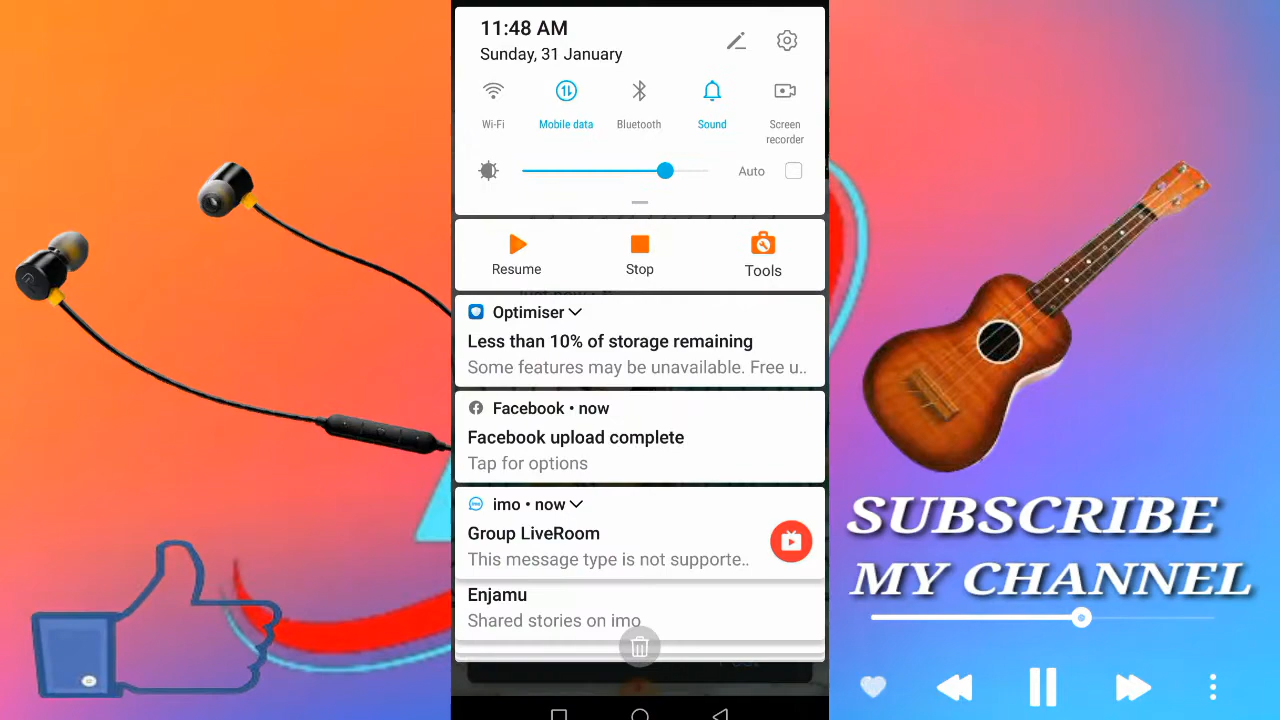 11:48 AM
Sunday, 31 January
Wi-Fi
Mobile data
Bluetooth
Sound
Screen recorder
Auto
Resume
Stop
Tools
Optimiser
Less than 10% of storage remaining
Some features may be unavailable. Free u..
Facebook • now
Facebook upload complete
Tap for options
imo • now
Group LiveRoom
This message type is not supporte..
Enjamu
Shared stories on imo
SUBSCRIBE
MY CHANNEL